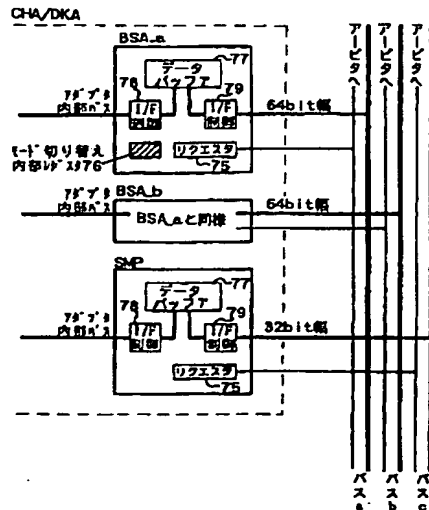 CHA/DKA
BSA_a
データ
バッファ
77
78
I/F
制御
79
I/F
制御
アダプタ
内部バス
64bit幅
モード切り替え
内部レジスタ76
リクエスタ
75
BSA_b
アダプタ
内部バス
BSA_aと同様
64bit幅
SMP
データ
バッファ
77
78
I/F
制御
79
I/F
制御
アダプタ
内部バス
32bit幅
リクエスタ
75
アービタへ
アービタへ
アービタへ
バスa
バスb
バスc